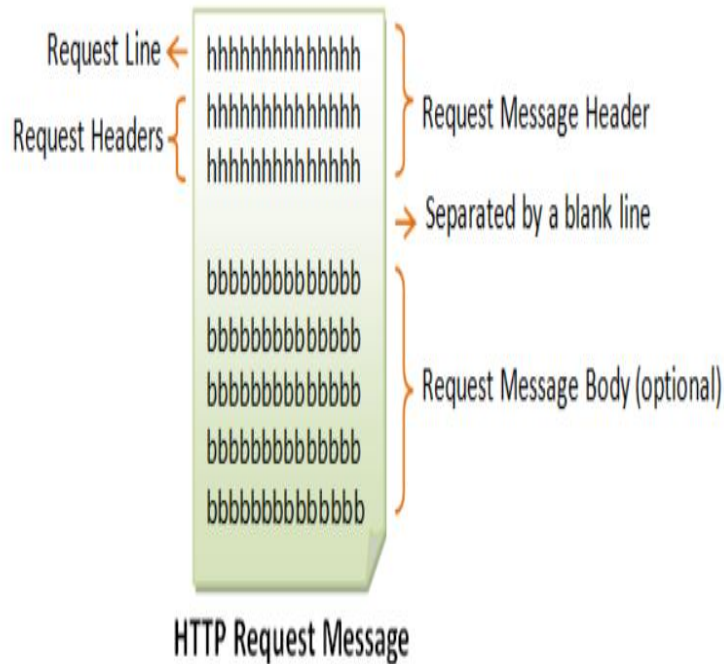 Request Line
hhhhhhhhhhhhhh
Request Headers
hhhhhhhhhhhhhh
hhhhhhhhhhhhhh
Request Message Header
Separated by a blank line
bbbbbbbbbbbbbb
bbbbbbbbbbbbbb
bbbbbbbbbbbbbb
bbbbbbbbbbbbbb
bbbbbbbbbbbbbb
Request Message Body (optional)
HTTP Request Message